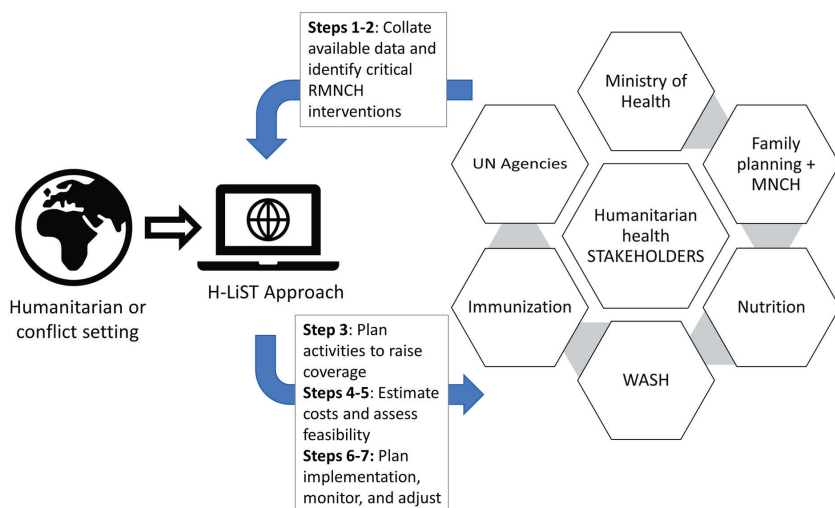 Steps 1-2: Collate
available data and
identify critical
RMNCH
interventions
Humanitarian or
conflict setting
H-LiST Approach
Step 3: Plan
activities to raise
coverage
Steps 4-5: Estimate
costs and assess
feasibility
Steps 6-7: Plan
implementation,
monitor, and adjust
Ministry of
Health
UN Agencies
Family
planning +
MNCH
Humanitarian
health
STAKEHOLDERS
Immunization
Nutrition
WASH